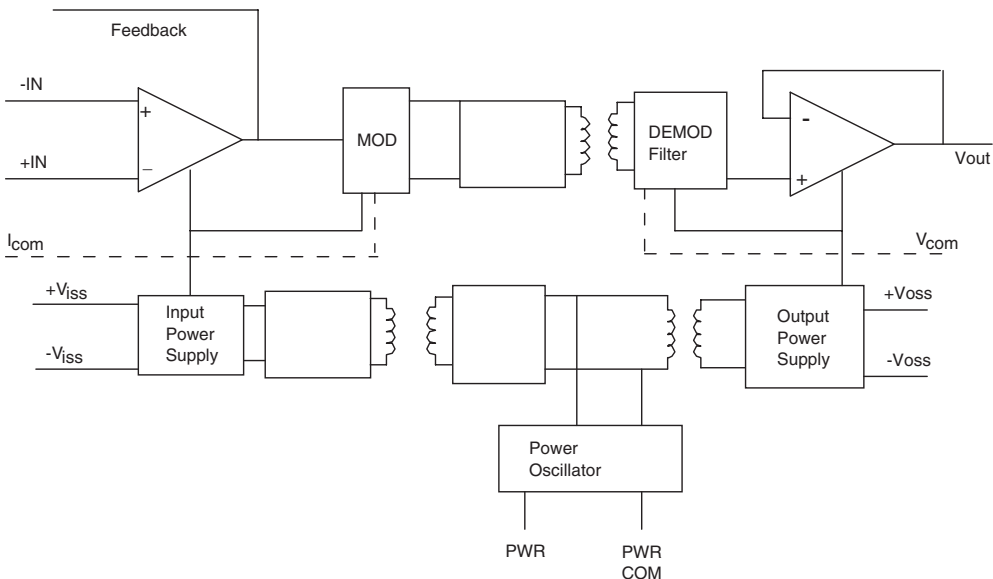 Feedback
-IN
+
MOD
DEMOD
Filter
-
+IN
−
+
Vout
Icom
Vcom
+Viss
Input
Power
Supply
-Viss
Output
Power
Supply
+Voss
-Voss
Power
Oscillator
PWR
PWR
COM